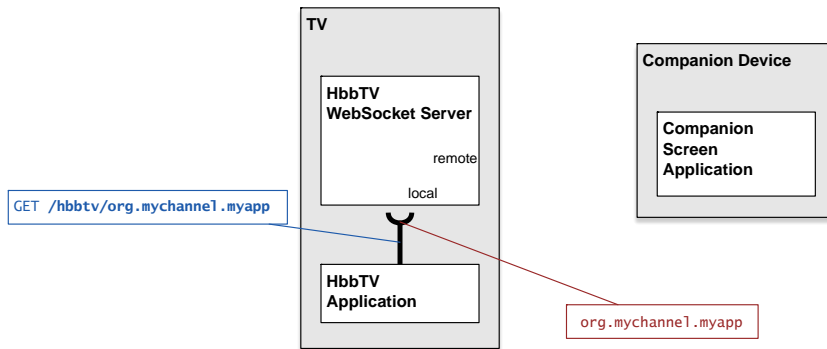 TV
HbbTV
WebSocket Server
remote
local
GET /hbbtv/org.mychannel.myapp
HbbTV
Application
org.mychannel.myapp
Companion Device
Companion
Screen
Application